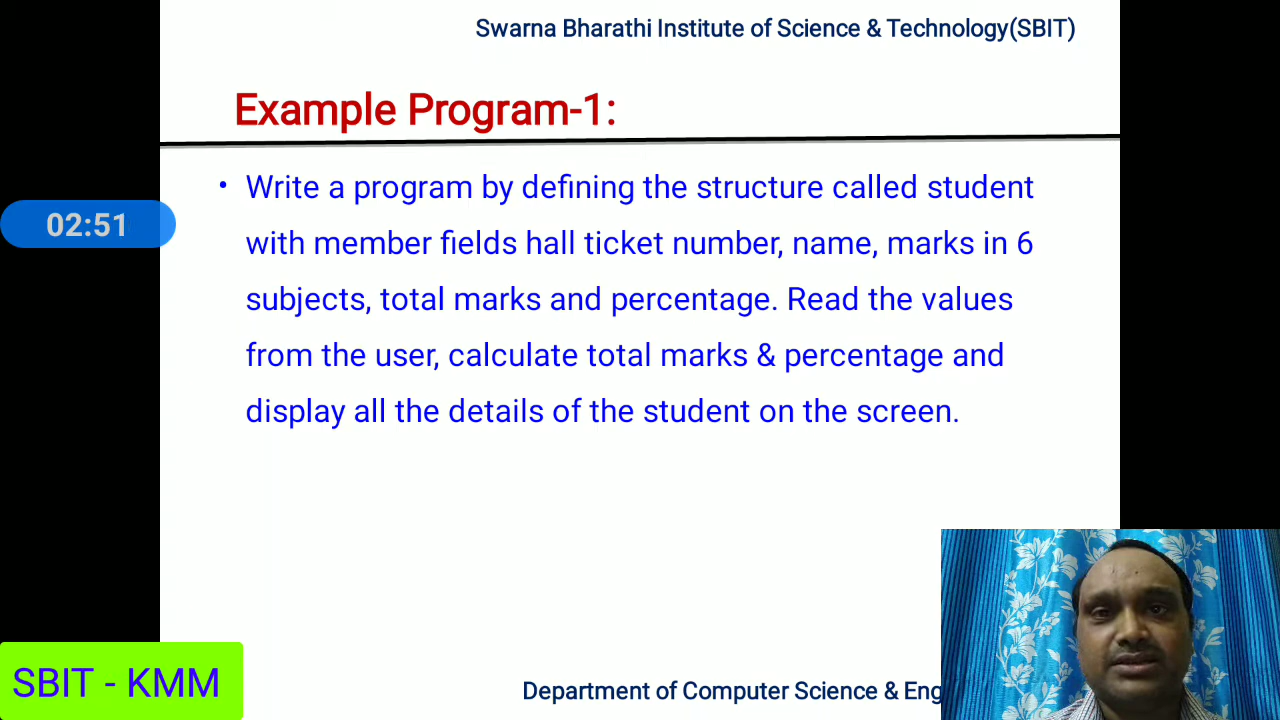 Swarna Bharathi Institute of Science & Technology(SBIT)
Example Program-1:
• Write a program by defining the structure called student
with member fields hall ticket number, name, marks in 6
subjects, total marks and percentage. Read the values
from the user, calculate total marks & percentage and
display all the details of the student on the screen.
02:51
SBIT - KMM
Department of Computer Science & Eng